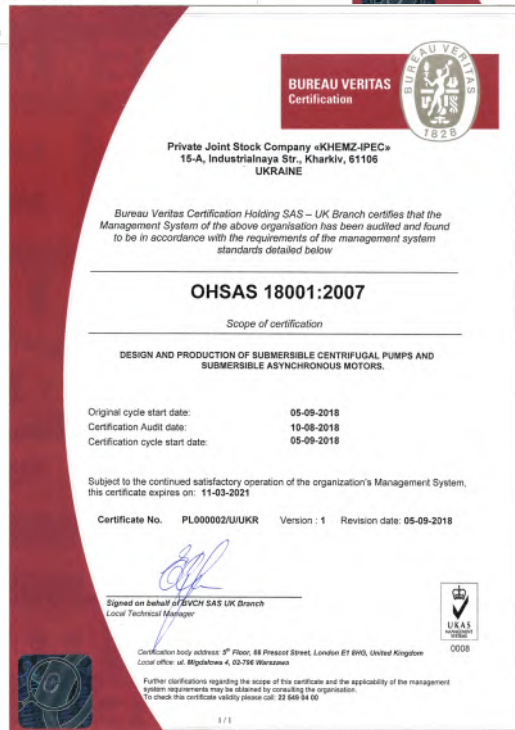 BUREAU VERITAS
Certification
BUREAU VERITAS
1828
Private Joint Stock Company «KHEMZ-IPEC»
15-A, Industrialnaya Str., Kharkiv, 61106
UKRAINE
Bureau Veritas Certification Holding SAS – UK Branch certifies that the
Management System of the above organisation has been audited and found
to be in accordance with the requirements of the management system
standards detailed below
OHSAS 18001:2007
Scope of certification
DESIGN AND PRODUCTION OF SUBMERSIBLE CENTRIFUGAL PUMPS AND
SUBMERSIBLE ASYNCHRONOUS MOTORS.
Original cycle start date: 05-09-2018
Certification Audit date: 10-08-2018
Certification cycle start date: 05-09-2018
Subject to the continued satisfactory operation of the organization's Management System,
this certificate expires on: 11-03-2021
Certificate No. PL000002/U/UKR Version : 1 Revision date: 05-09-2018
Signed on behalf of BVCH SAS UK Branch
Local Technical Manager
UKAS
MANAGEMENT
SYSTEMS
0008
Certification body address: 5th Floor, 66 Prescot Street, London E1 8HG, United Kingdom
Local office: ul. Migdałowa 4, 02-796 Warszawa
Further clarifications regarding the scope of this certificate and the applicability of the management
system requirements may be obtained by consulting the organisation.
To check this certificate validity please call: 22 549 04 00
1 / 1